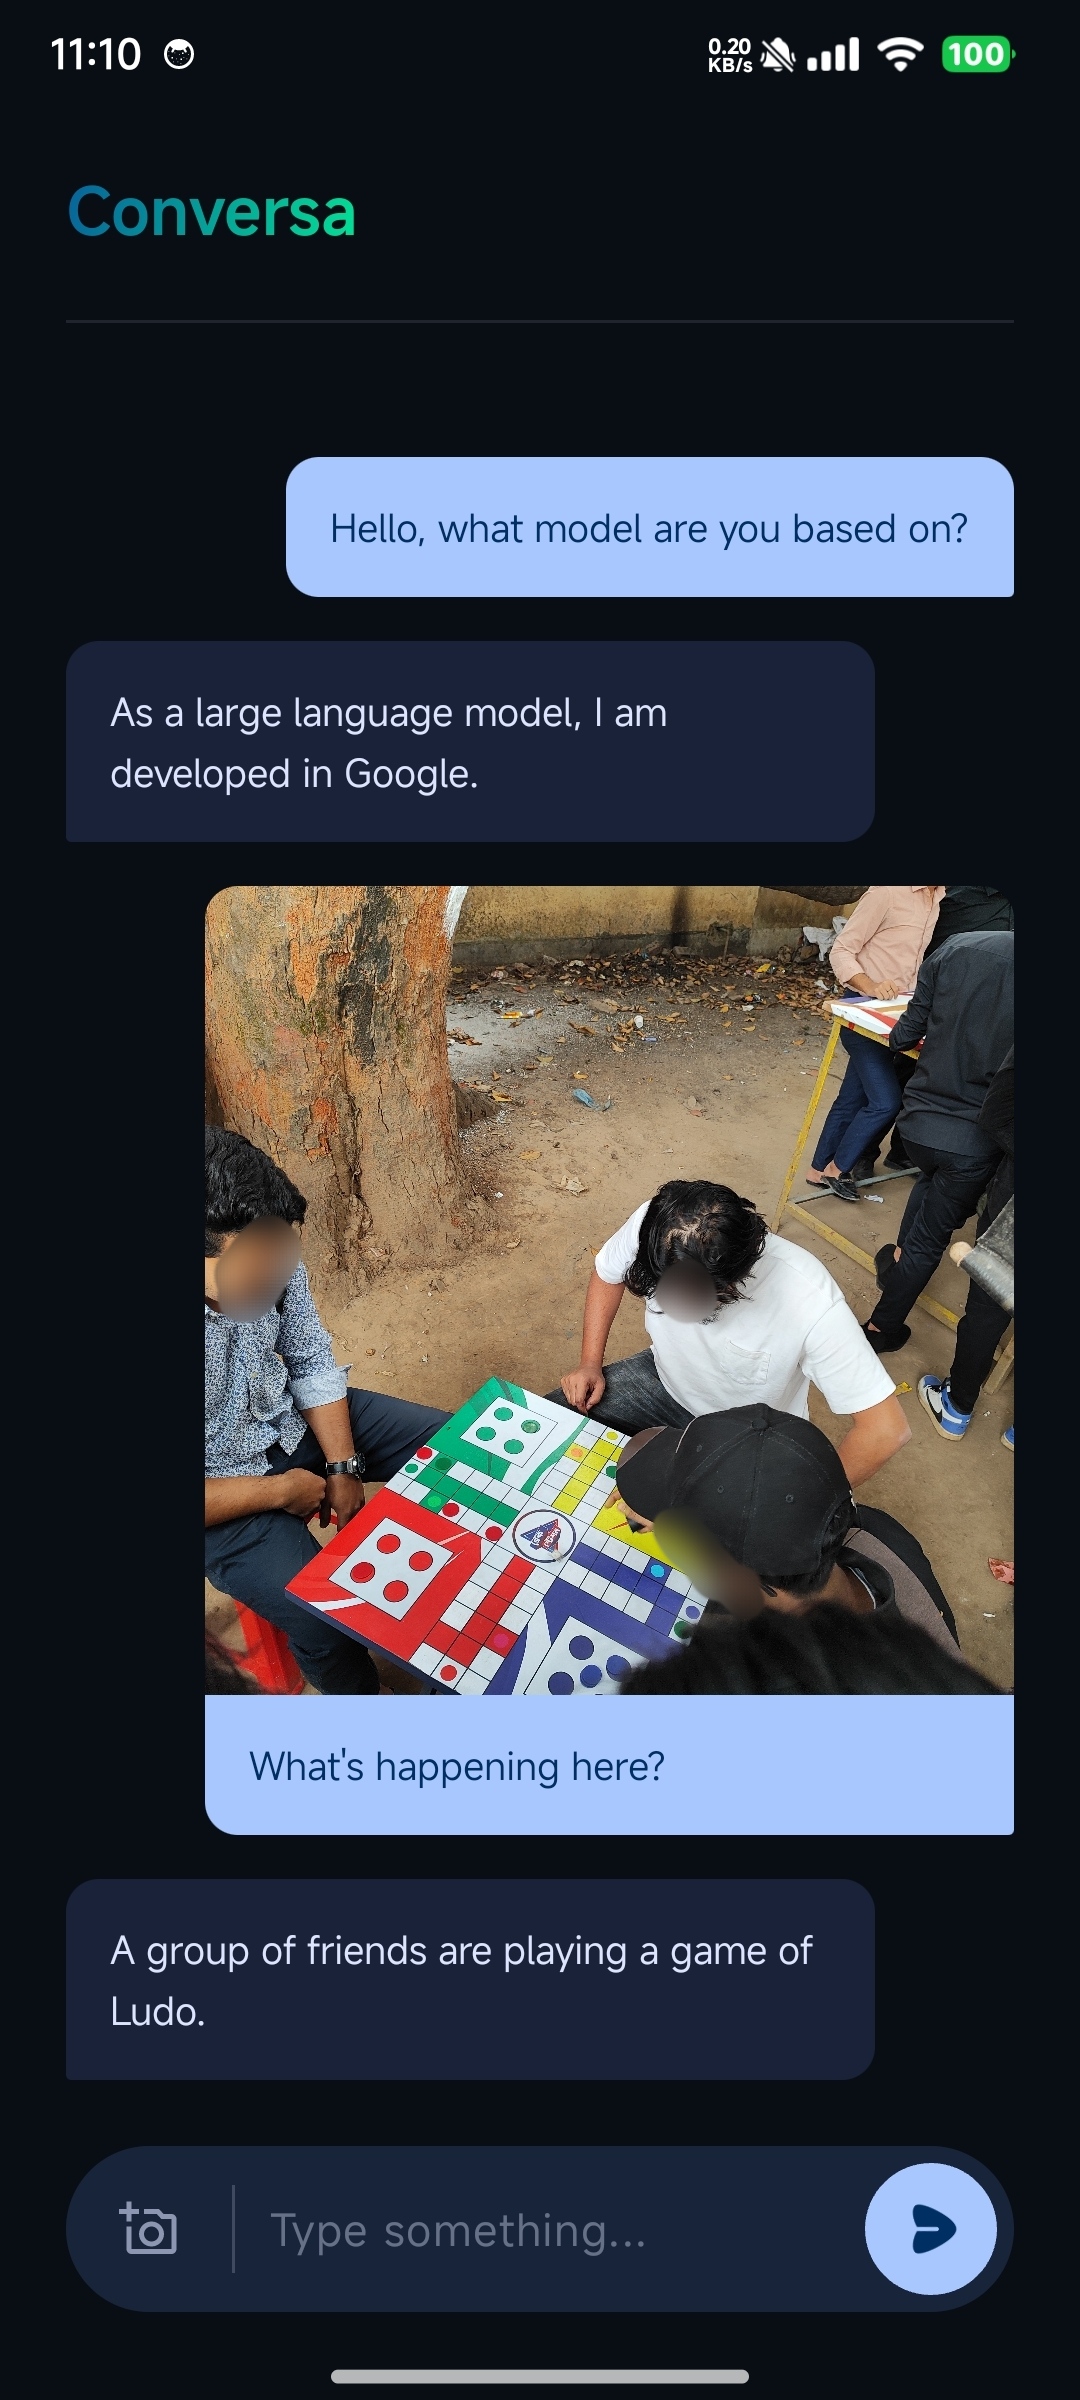 11:10
0.20
KB/s
100
Conversa
Hello, what model are you based on?
As a large language model, I am
developed in Google.
What's happening here?
A group of friends are playing a game of
Ludo.
Type something...